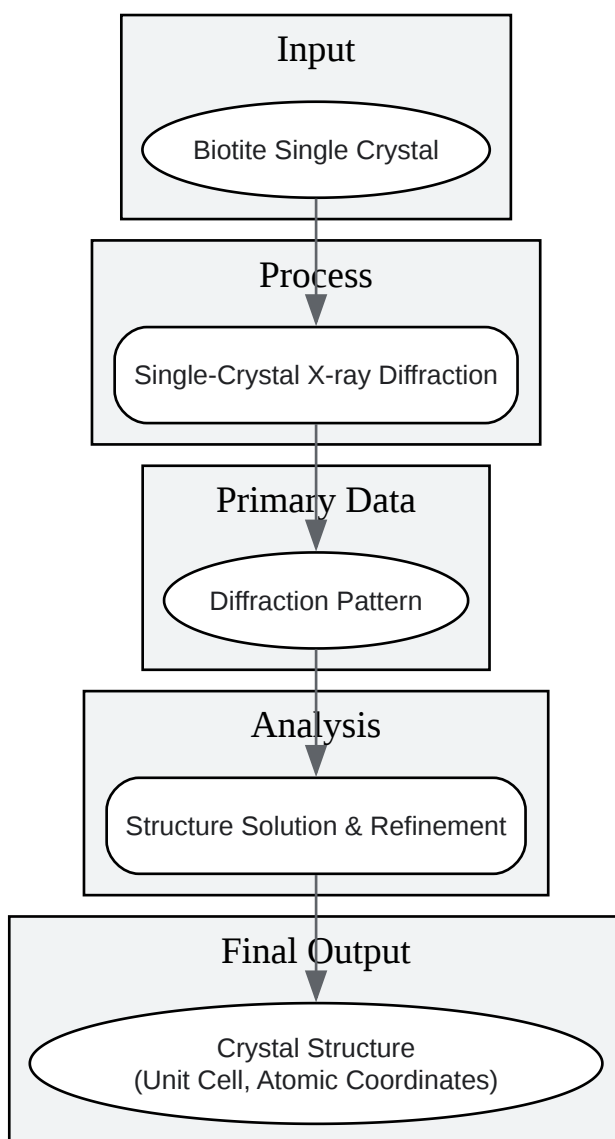 Input
Biotite Single Crystal
Process
Single-Crystal X-ray Diffraction
Primary Data
Diffraction Pattern
Analysis
Structure Solution & Refinement
Final Output
Crystal Structure
(Unit Cell, Atomic Coordinates)